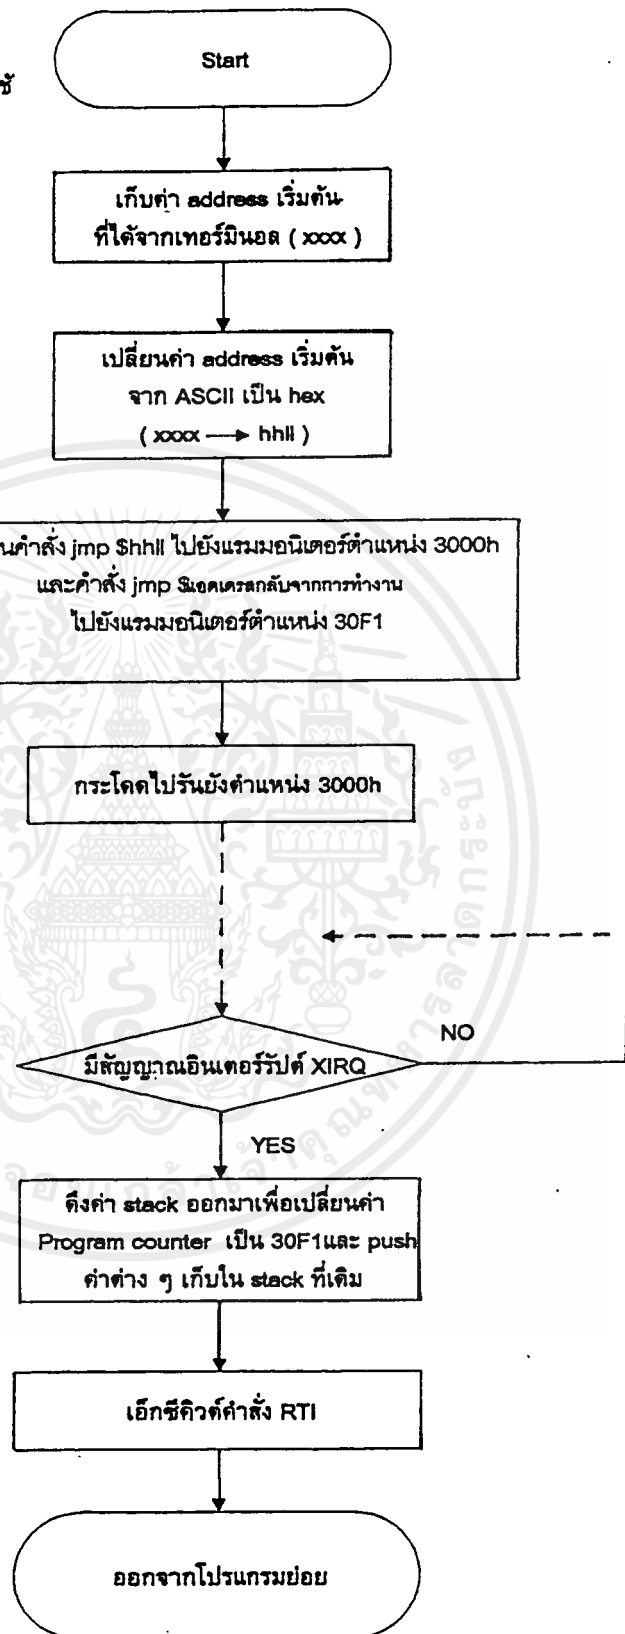 Start
เก็บค่า address เริ่มต้น
ที่ได้จากเทอร์มินอล ( xxxx )
เปลี่ยนค่า address เริ่มต้น
จาก ASCII เป็น hex
( xxxx → hhll )
นคำสั่ง jmp $hhll ไปยังแรมมอนิเตอร์ตำแหน่ง 3000h
และคำสั่ง jmp $แอดเดรสกลับจากการทำงาน
ไปยังแรมมอนิเตอร์ตำแหน่ง 30F1
กระโดดไปรันยังตำแหน่ง 3000h
NO
มีสัญญาณอินเตอร์รัปต์ XIRQ
YES
ดึงค่า stack ออกมาเพื่อเปลี่ยนค่า
Program counter เป็น 30F1และ push
ค่าต่าง ๆ เก็บใน stack ที่เดิม
เอ็กซีคิวต์คำสั่ง RTI
ออกจากโปรแกรมย่อย